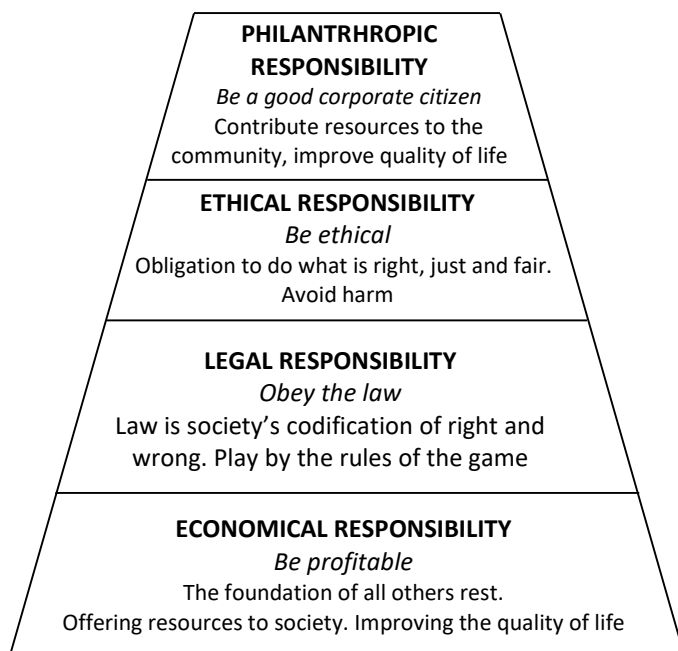 PHILANTRHROPIC
RESPONSIBILITY
Be a good corporate citizen
Contribute resources to the
community, improve quality of life
ETHICAL RESPONSIBILITY
Be ethical
Obligation to do what is right, just and fair.
Avoid harm
LEGAL RESPONSIBILITY
Obey the law
Law is society’s codification of right and
wrong. Play by the rules of the game
ECONOMICAL RESPONSIBILITY
Be profitable
The foundation of all others rest.
Offering resources to society. Improving the quality of life